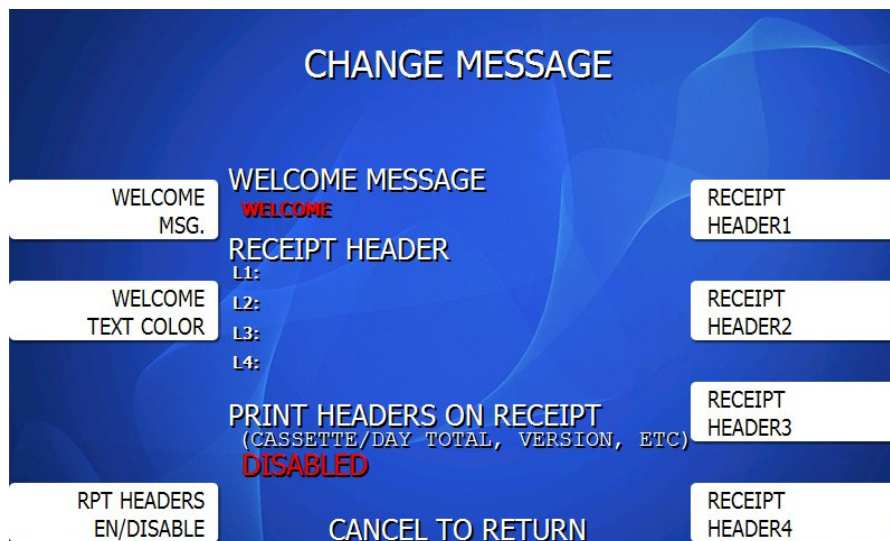 CHANGE MESSAGE
WELCOME
MSG.
WELCOME MESSAGE
WELCOME
RECEIPT
HEADER1
RECEIPT HEADER
L1:
WELCOME
TEXT COLOR
L2:
L3:
L4:
RECEIPT
HEADER2
PRINT HEADERS ON RECEIPT
(CASSETTE/DAY TOTAL, VERSION, ETC)
DISABLED
RECEIPT
HEADER3
RPT HEADERS
EN/DISABLE
CANCEL TO RETURN
RECEIPT
HEADER4